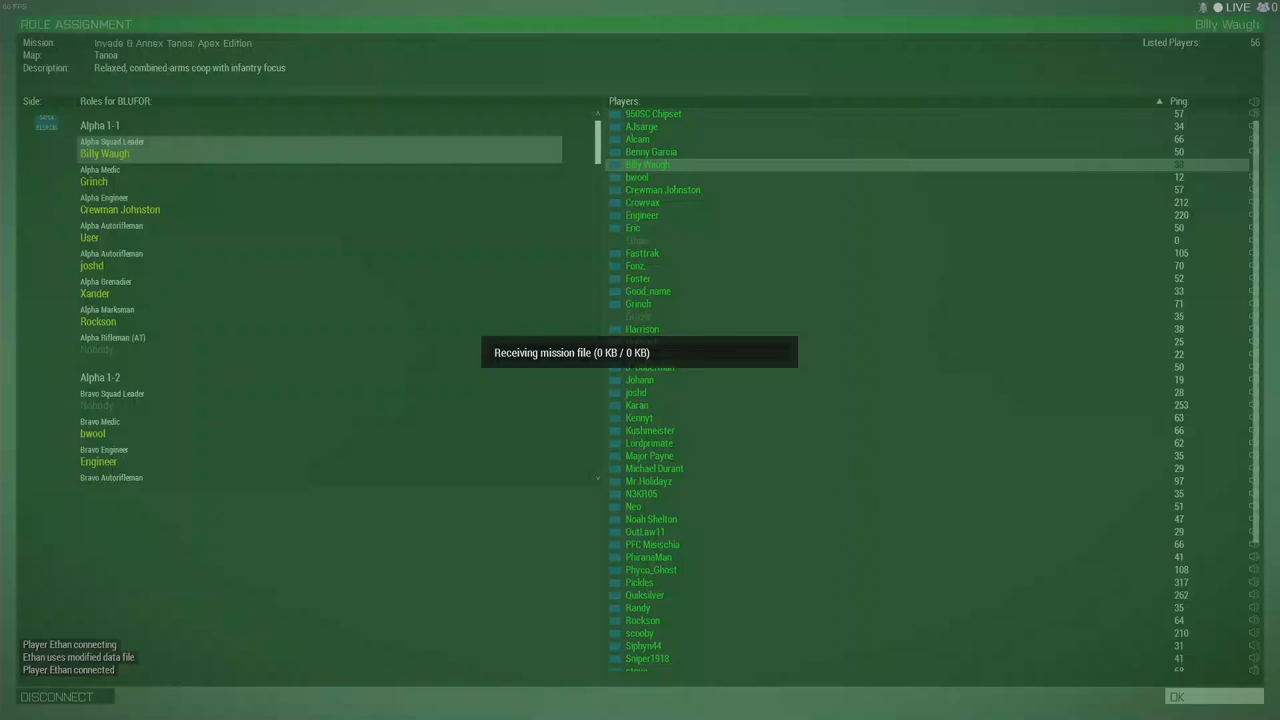 60 FPS
LIVE 0
ROLE ASSIGNMENT
Billy Waugh
Mission: Invade & Annex Tanoa: Apex Edition
Listed Players: 56
Map: Tanoa
Description: Relaxed, combined-arms coop with infantry focus
Side: Roles for BLUFOR:
Alpha 1-1
Alpha Squad Leader
Billy Waugh
Alpha Medic
Grinch
Alpha Engineer
Crewman Johnston
Alpha Autorifleman
User
Alpha Autorifleman
joshd
Alpha Grenadier
Xander
Alpha Marksman
Rockson
Alpha Rifleman (AT)
Nobody
Alpha 1-2
Bravo Squad Leader
Nobody
Bravo Medic
bwool
Bravo Engineer
Engineer
Bravo Autorifleman
Players: Ping:
950SC Chipset 57
AJsarge 34
Alcam 66
Benny Garcia 50
Billy Waugh 38
bwool 12
Crewman Johnston 57
Crowvax 212
Engineer 220
Eric 50
Ethan 0
Fasttrak 105
Fonz 70
Foster 52
Good_name 33
Grinch 71
35
Harrison 38
25
22
50
Johann 19
joshd 28
Karan 253
Kennyt 63
Kushmeister 66
Lordprimate 62
Major Payne 35
Michael Durant 29
Mr.Holidayz 97
N3KR05 35
Neo 51
Noah Shelton 47
OutLaw11 29
PFC Misischia 66
PhiranaMan 41
Phyco_Ghost 108
Pickles 317
Quiksilver 262
Randy 35
Rockson 64
scooby 210
Siphyn44 31
Sniper1918 41
Receiving mission file (0 KB / 0 KB)
Player Ethan connecting
Ethan uses modified data file
Player Ethan connected
DISCONNECT
OK